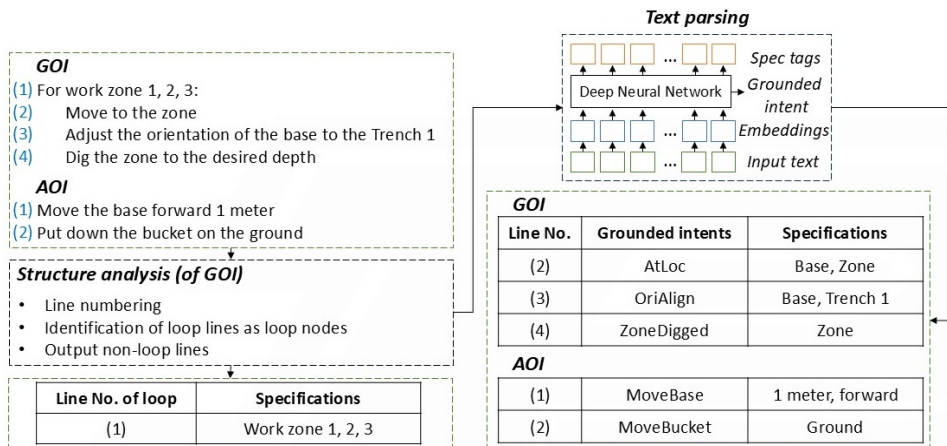 GOI
(1) For work zone 1, 2, 3:
(2) Move to the zone
(3) Adjust the orientation of the base to the Trench 1
(4) Dig the zone to the desired depth
AOI
(1) Move the base forward 1 meter
(2) Put down the bucket on the ground
Structure analysis (of GOI)
• Line numbering
• Identification of loop lines as loop nodes
• Output non-loop lines
Line No. of loop Specifications
(1) Work zone 1, 2, 3
Text parsing
... Spec tags
Deep Neural Network Grounded
intent
... Embeddings
... Input text
GOI
Line No. Grounded intents Specifications
(2) AtLoc Base, Zone
(3) OriAlign Base, Trench 1
(4) ZoneDigged Zone
AOI
(1) MoveBase 1 meter, forward
(2) MoveBucket Ground